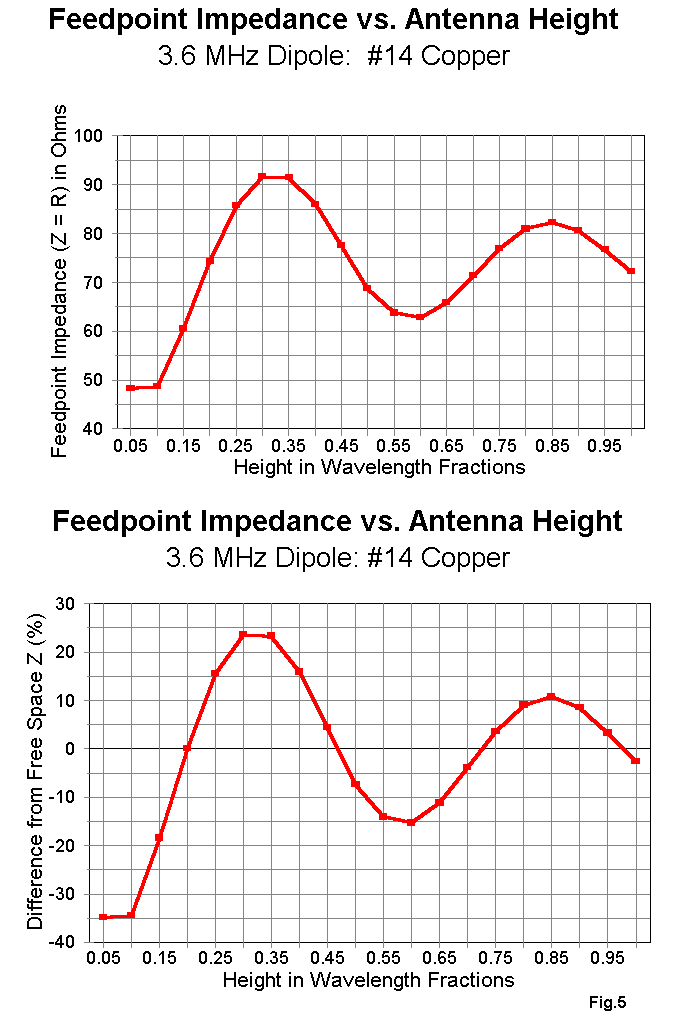 Feedpoint Impedance vs. Antenna Height
3.6 MHz Dipole:  #14 Copper
Feedpoint Impedance (Z = R) in Ohms
100
90
80
70
60
50
40
0.05 0.15 0.25 0.35 0.45 0.55 0.65 0.75 0.85 0.95
Height in Wavelength Fractions
Feedpoint Impedance vs. Antenna Height
3.6 MHz Dipole: #14 Copper
Difference from Free Space Z (%)
30
20
10
0
-10
-20
-30
-40
0.05 0.15 0.25 0.35 0.45 0.55 0.65 0.75 0.85 0.95
Height in Wavelength Fractions
Fig.5